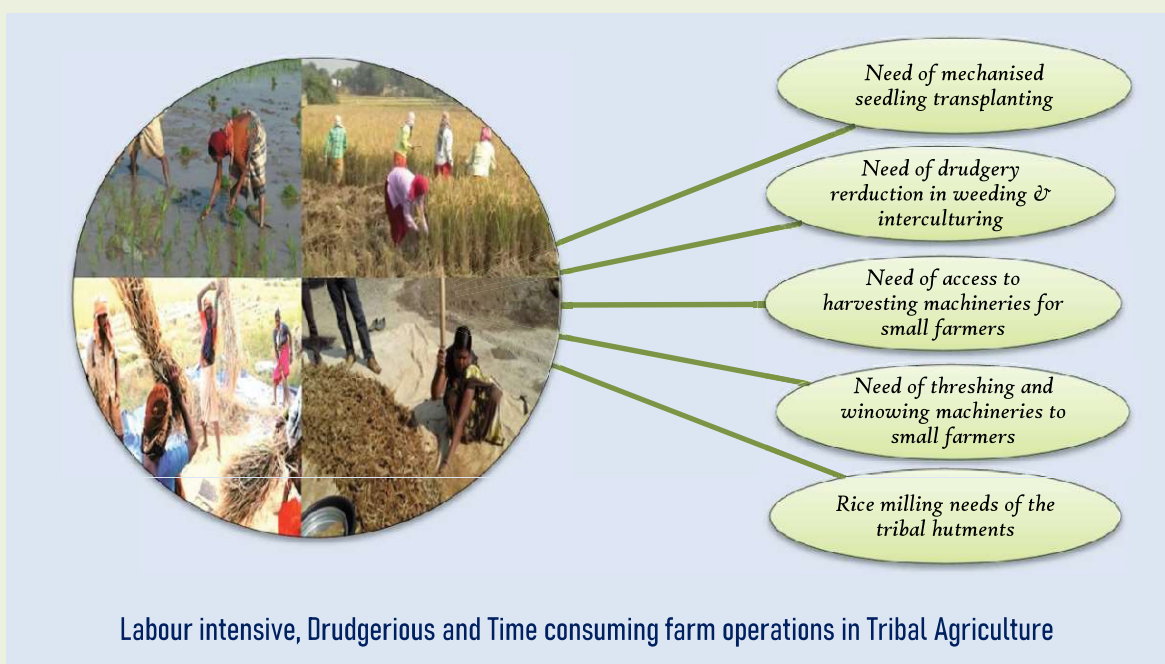 Need of mechanised
seedling transplanting
Need of drudgery
rerduction in weeding &
interculturing
Need of access to
harvesting machineries for
small farmers
Need of threshing and
winowing machineries to
small farmers
Rice milling needs of the
tribal hutments
Labour intensive, Drudgerious and Time consuming farm operations in Tribal Agriculture